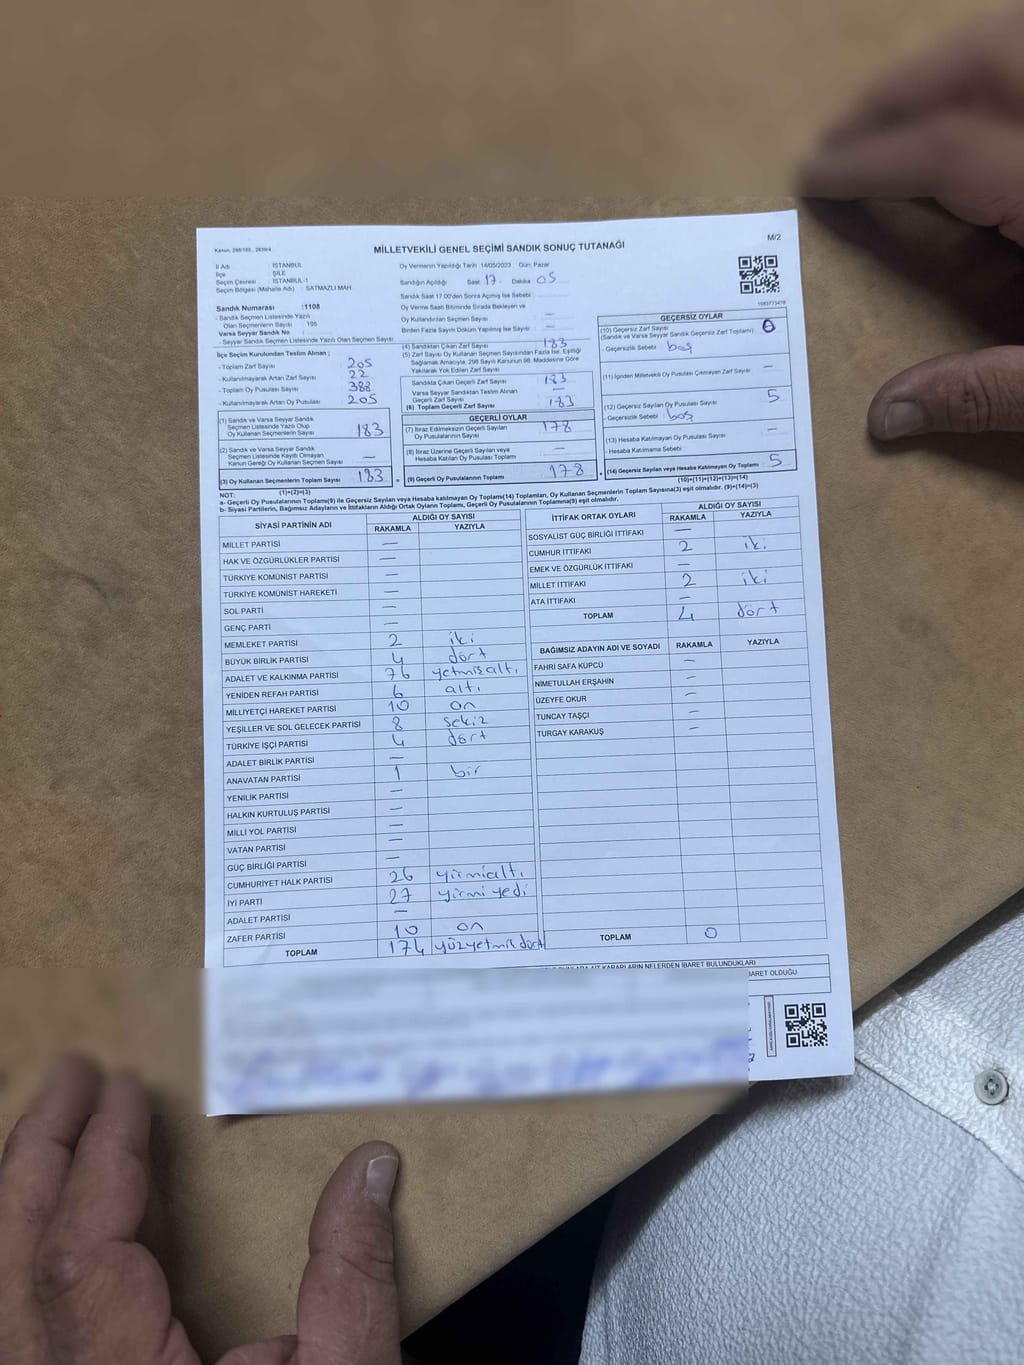 Kanun, 298/105 , 2839/4
MİLLETVEKİLİ GENEL SEÇİMİ SANDIK SONUÇ TUTANAĞI
M/2
İl Adı : İSTANBUL
İlçe : ŞİLE
Seçim Çevresi : İSTANBUL-1
Seçim Bölgesi (Mahalle Adı) : SATMAZLI MAH.
Sandık Numarası :1108
- Sandık Seçmen Listesinde Yazılı
Olan Seçmenlerin Sayısı : 195
Varsa Seyyar Sandık No :
- Seyyar Sandık Seçmen Listesinde Yazılı Olan Seçmen Sayısı
Oy Vermenin Yapıldığı Tarih :14/05/2023 Gün: Pazar
Sandığın Açıldığı Saat 17. Dakika 05
Sandık Saat 17:00'den Sonra Açılmış İse Sebebi
Oy Verme Saati Bitiminde Sırada Bekleyen ve
Oy Kullandırılan Seçmen Sayısı —
Birden Fazla Sayım Döküm Yapılmış İse Sayısı —
İlçe Seçim Kurulundan Teslim Alınan ;
- Toplam Zarf Sayısı 205
- Kullanılmayarak Artan Zarf Sayısı 22
- Toplam Oy Pusulası Sayısı 388
- Kullanılmayarak Artan Oy Pusulası 205
(1) Sandık ve Varsa Seyyar Sandık
Seçmen Listesinde Yazılı Olup
Oy Kullanan Seçmenlerin Sayısı 183
(2) Sandık ve Varsa Seyyar Sandık
Seçmen Listesinde Kayıtlı Olmayan
Kanun Gereği Oy Kullanan Seçmen Sayısı —
(3) Oy Kullanan Seçmenlerin Toplam Sayısı 183
(1)+(2)=(3)
(4) Sandıktan Çıkan Zarf Sayısı 183
(5) Zarf Sayısı Oy Kullanan Seçmen Sayısından Fazla İse, Eşitliği
Sağlamak Amacıyla, 298 Sayılı Kanunun 98. Maddesine Göre
Yakılarak Yok Edilen Zarf Sayısı
Sandıkta Çıkan Geçerli Zarf Sayısı 183
Varsa Seyyar Sandıktan Teslim Alınan
Geçerli Zarf Sayısı —
(6) Toplam Geçerli Zarf Sayısı 183
GEÇERLİ OYLAR
(7) İtiraz Edilmeksizin Geçerli Sayılan
Oy Pusulalarının Sayısı 178
(8) İtiraz Üzerine Geçerli Sayılan veya
Hesaba Katılan Oy Pusulası Toplamı —
(9) Geçerli Oy Pusulalarının Toplamı 178
GEÇERSİZ OYLAR
(10) Geçersiz Zarf Sayısı
(Sandık ve Varsa Seyyar Sandık Geçersiz Zarf Toplamı) 0
- Geçersizlik Sebebi boş
(11) İçinden Milletvekili Oy Pusulası Çıkmayan Zarf Sayısı —
(12) Geçersiz Sayılan Oy Pusulası Sayısı 5
- Geçersizlik Sebebi boş
(13) Hesaba Katılmayan Oy Pusulası Sayısı —
- Hesaba Katılmama Sebebi
(14) Geçersiz Sayılan veya Hesaba Katılmayan Oy Toplamı 5
(10)+(11)+(12)+(13)=(14)
NOT:
a- Geçerli Oy Pusulalarının Toplamı(9) ile Geçersiz Sayılan veya Hesaba katılmayan Oy Toplamı(14) Toplamları, Oy Kullanan Seçmenlerin Toplam Sayısına(3) eşit olmalıdır. (9)+(14)=(3)
b- Siyasi Partilerin, Bağımsız Adayların ve İttifakların Aldığı Ortak Oyların Toplamı, Geçerli Oy Pusulalarının Toplamına(9) eşit olmalıdır.
SİYASİ PARTİNİN ADI ALDIĞI OY SAYISI
RAKAMLA YAZIYLA
MİLLET PARTİSİ —
HAK VE ÖZGÜRLÜKLER PARTİSİ —
TÜRKİYE KOMÜNİST PARTİSİ —
TÜRKİYE KOMÜNİST HAREKETİ —
SOL PARTİ —
GENÇ PARTİ —
MEMLEKET PARTİSİ 2 iki
BÜYÜK BİRLİK PARTİSİ 4 dört
ADALET VE KALKINMA PARTİSİ 76 yetmişaltı
YENİDEN REFAH PARTİSİ 6 altı
MİLLİYETÇİ HAREKET PARTİSİ 10 on
YEŞİLLER VE SOL GELECEK PARTİSİ 8 sekiz
TÜRKİYE İŞÇİ PARTİSİ 4 dört
ADALET BİRLİK PARTİSİ —
ANAVATAN PARTİSİ 1 bir
YENİLİK PARTİSİ —
HALKIN KURTULUŞ PARTİSİ —
MİLLİ YOL PARTİSİ —
VATAN PARTİSİ —
GÜÇ BİRLİĞİ PARTİSİ —
CUMHURİYET HALK PARTİSİ 26 yirmialtı
İYİ PARTİ 27 yirmi yedi
ADALET PARTİSİ —
ZAFER PARTİSİ 10 on
TOPLAM 174 yüzyetmişdört
İTTİFAK ORTAK OYLARI ALDIĞI OY SAYISI
RAKAMLA YAZIYLA
SOSYALİST GÜÇ BİRLİĞİ İTTİFAKI —
CUMHUR İTTİFAKI 2 iki
EMEK VE ÖZGÜRLÜK İTTİFAKI —
MİLLET İTTİFAKI 2 iki
ATA İTTİFAKI —
TOPLAM 4 dört
BAĞIMSIZ ADAYIN ADI VE SOYADI RAKAMLA YAZIYLA
FAHRİ SAFA KÜPCÜ —
NİMETULLAH ERŞAHİN —
ÜZEYFE OKUR —
TUNCAY TAŞÇI —
TURGAY KARAKUŞ —
TOPLAM 0
KARARLARIN NELERDEN İBARET BULUNDUKLARI
BARET OLDUĞU